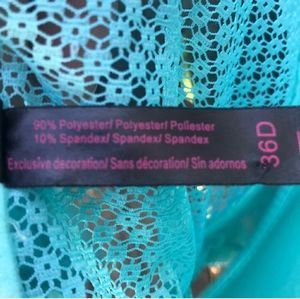 90% Polyester/ Polyester/ Poliester
10% Spandex/ Spandex/ Spandex
Exclusive decoration/ Sans décoration/ Sin adornos
36D